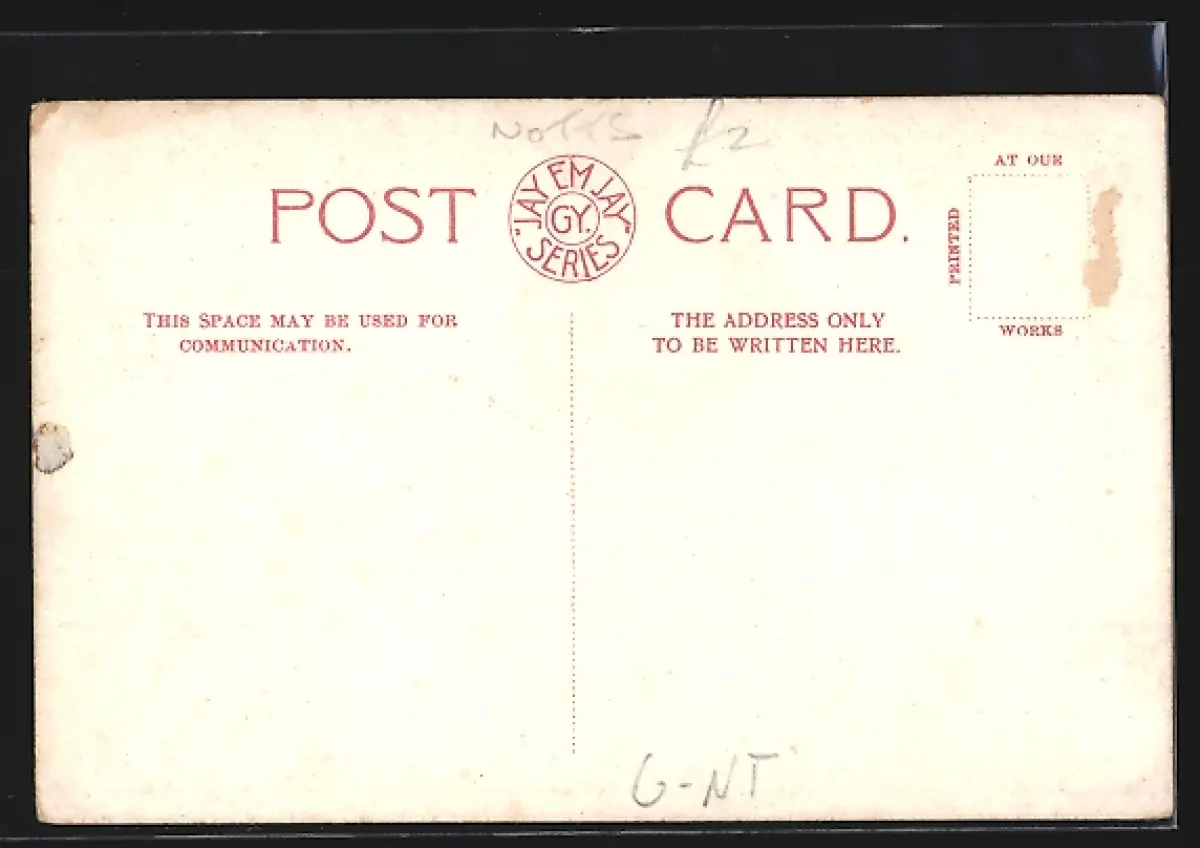 NOTTS £2
POST "JAY EM JAY" SERIES GY. CARD.
AT OUR
PRINTED
WORKS
THIS SPACE MAY BE USED FOR
COMMUNICATION.
THE ADDRESS ONLY
TO BE WRITTEN HERE.
G-NT